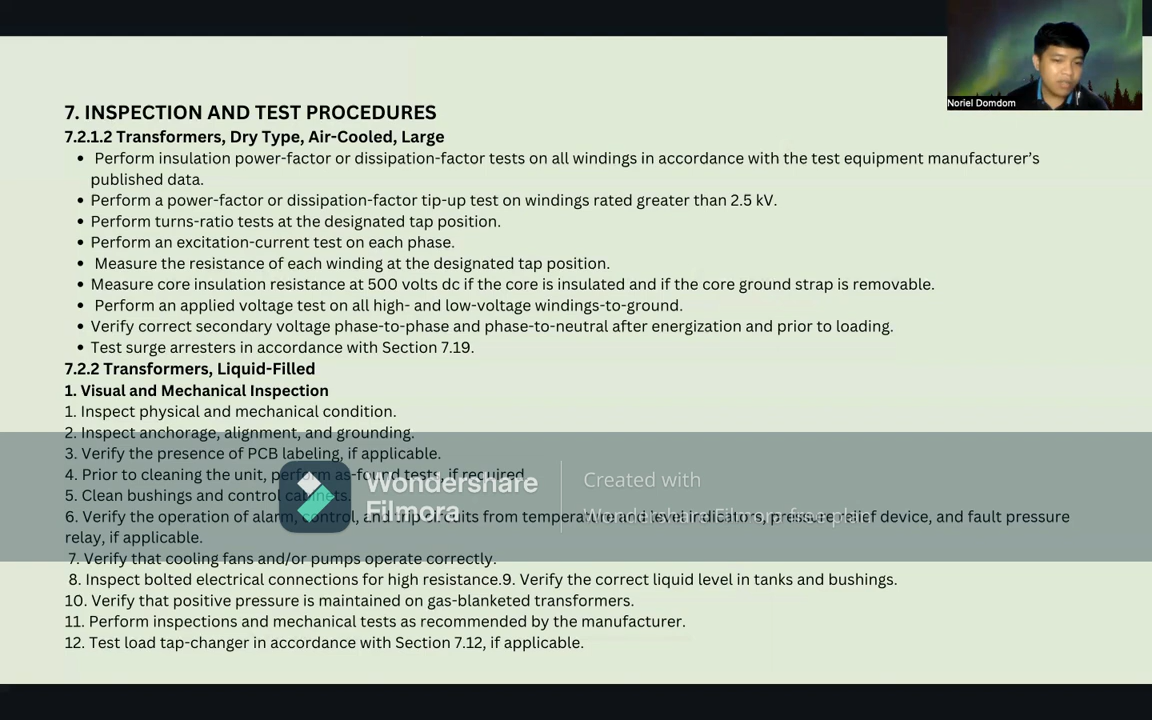 Noriel Domdom
7. INSPECTION AND TEST PROCEDURES
7.2.1.2 Transformers, Dry Type, Air-Cooled, Large
• Perform insulation power-factor or dissipation-factor tests on all windings in accordance with the test equipment manufacturer's
published data.
• Perform a power-factor or dissipation-factor tip-up test on windings rated greater than 2.5 kV.
• Perform turns-ratio tests at the designated tap position.
• Perform an excitation-current test on each phase.
• Measure the resistance of each winding at the designated tap position.
• Measure core insulation resistance at 500 volts dc if the core is insulated and if the core ground strap is removable.
• Perform an applied voltage test on all high- and low-voltage windings-to-ground.
• Verify correct secondary voltage phase-to-phase and phase-to-neutral after energization and prior to loading.
• Test surge arresters in accordance with Section 7.19.
7.2.2 Transformers, Liquid-Filled
1. Visual and Mechanical Inspection
1. Inspect physical and mechanical condition.
2. Inspect anchorage, alignment, and grounding.
3. Verify the presence of PCB labeling, if applicable.
4. Prior to cleaning the unit, perform as-found tests, if required.
5. Clean bushings and control cabinets.
6. Verify the operation of alarm, control, and trip circuits from temperature and level indicators, pressure relief device, and fault pressure
relay, if applicable.
7. Verify that cooling fans and/or pumps operate correctly.
8. Inspect bolted electrical connections for high resistance.9. Verify the correct liquid level in tanks and bushings.
10. Verify that positive pressure is maintained on gas-blanketed transformers.
11. Perform inspections and mechanical tests as recommended by the manufacturer.
12. Test load tap-changer in accordance with Section 7.12, if applicable.
Wondershare
Filmora
Created with
Wondershare Filmora free plan